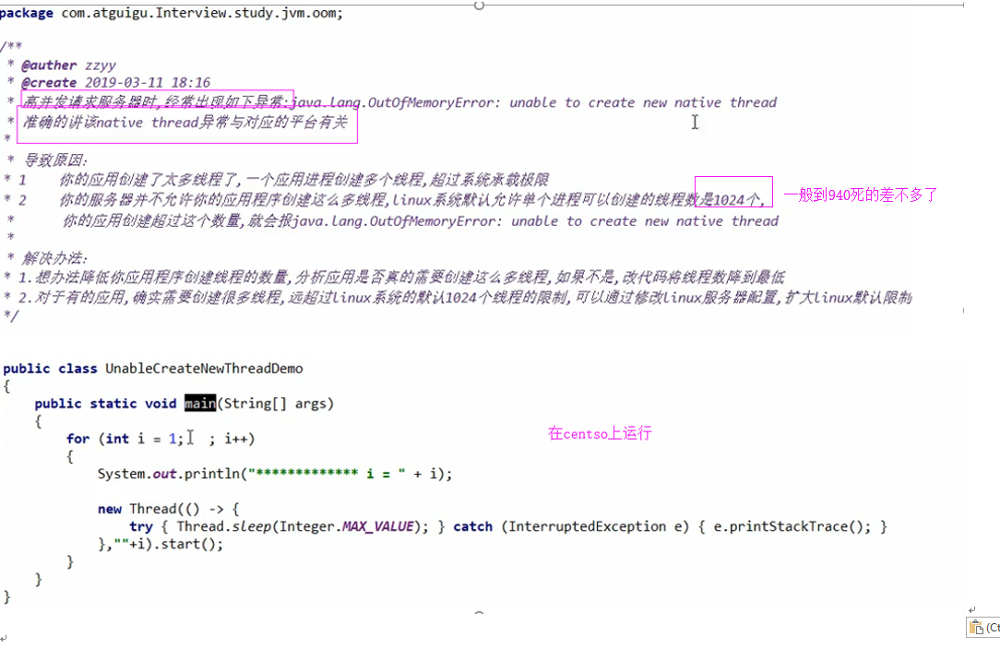 package com.atguigu.Interview.study.jvm.oom;
/**
* @auther zzyy
* @create 2019-03-11 18:16
* 高并发请求服务器时,经常出现如下异常:java.lang.OutOfMemoryError: unable to create new native thread
* 准确的讲该native thread异常与对应的平台有关
*
* 导致原因:
* 1 你的应用创建了太多线程了,一个应用进程创建多个线程,超过系统承载极限
* 2 你的服务器并不允许你的应用程序创建这么多线程,linux系统默认允许单个进程可以创建的线程数是1024个, 一般到940死的差不多了
* 你的应用创建超过这个数量,就会报java.lang.OutOfMemoryError: unable to create new native thread
*
* 解决办法:
* 1.想办法降低你应用程序创建线程的数量,分析应用是否真的需要创建这么多线程,如果不是,改代码将线程数降到最低
* 2.对于有的应用,确实需要创建很多线程,远超过linux系统的默认1024个线程的限制,可以通过修改linux服务器配置,扩大linux默认限制
*/
public class UnableCreateNewThreadDemo
{
public static void main(String[] args)
{
for (int i = 1; ; i++) 在centso上运行
{
System.out.println("************* i = " + i);
new Thread(() -> {
try { Thread.sleep(Integer.MAX_VALUE); } catch (InterruptedException e) { e.printStackTrace(); }
},""+i).start();
}
}
}
(Ct